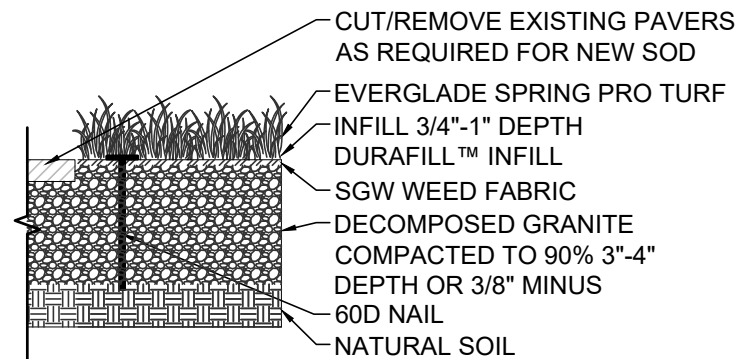 CUT/REMOVE EXISTING PAVERS
AS REQUIRED FOR NEW SOD
EVERGLADE SPRING PRO TURF
INFILL 3/4"-1" DEPTH
DURAFILL™ INFILL
SGW WEED FABRIC
DECOMPOSED GRANITE
COMPACTED TO 90% 3"-4"
DEPTH OR 3/8" MINUS
60D NAIL
NATURAL SOIL